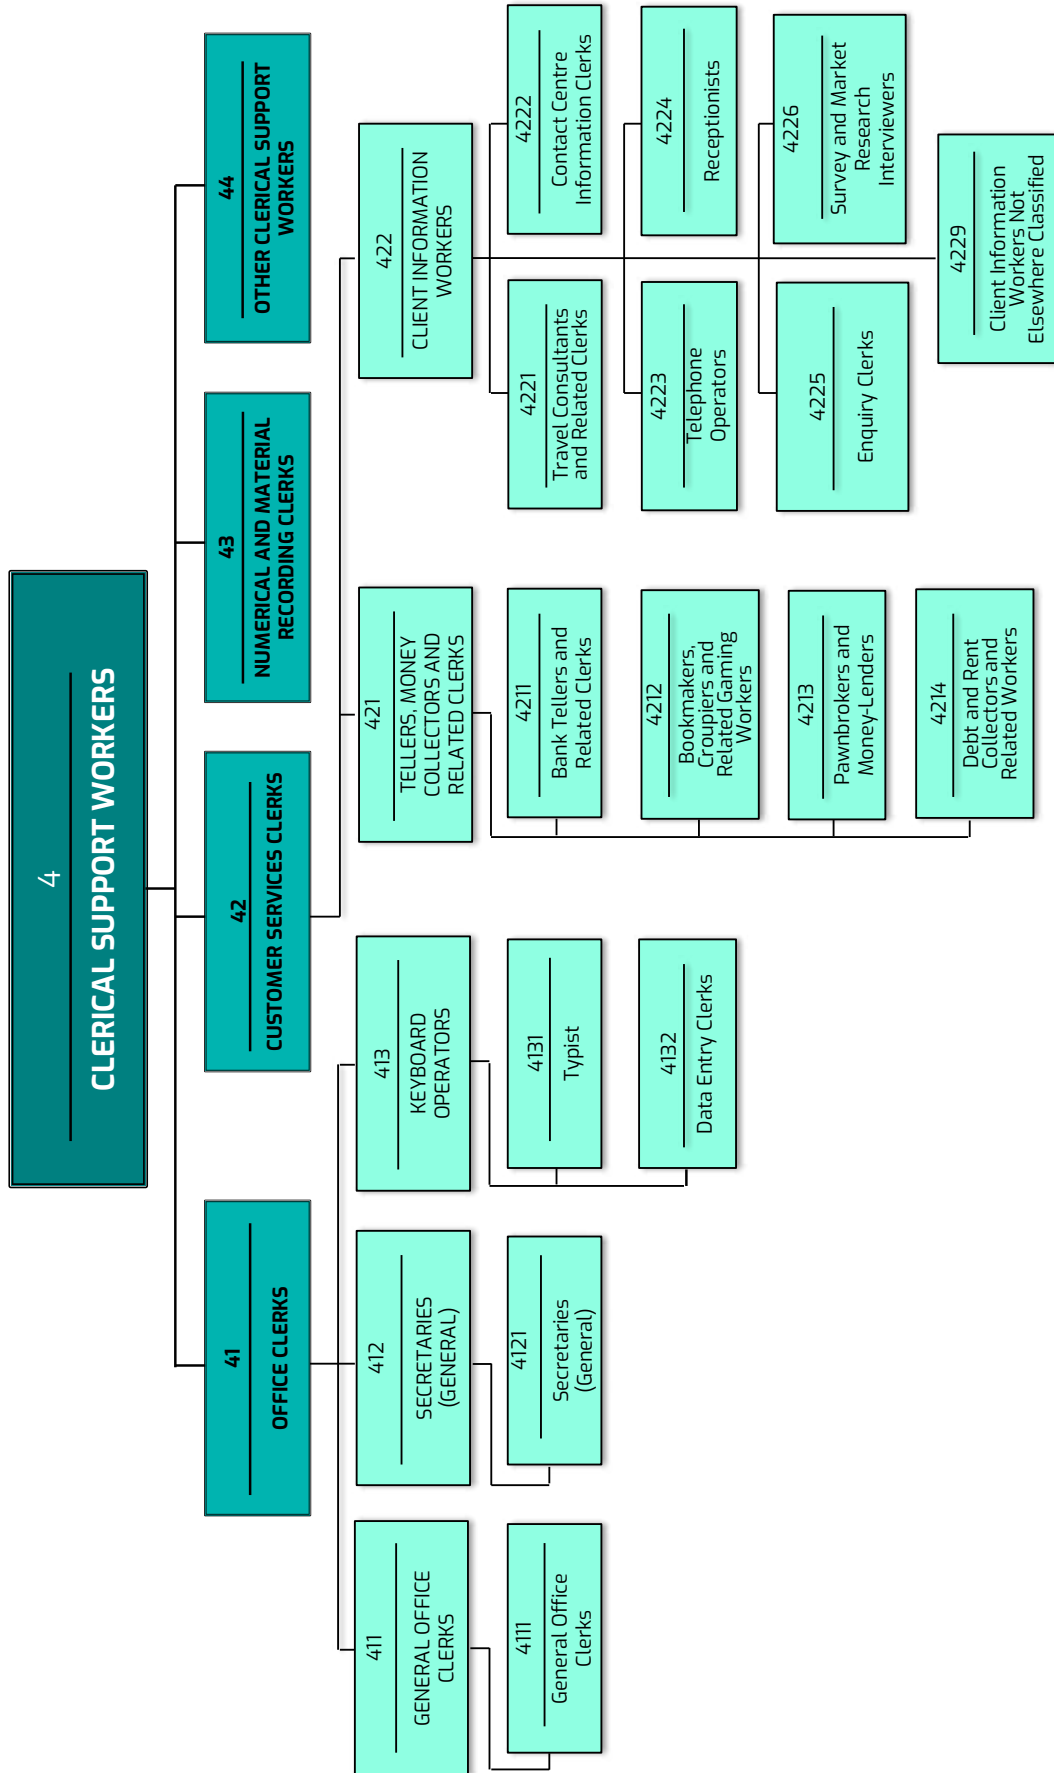 4
CLERICAL SUPPORT WORKERS
41
OFFICE CLERKS
42
CUSTOMER SERVICES CLERKS
43
NUMERICAL AND MATERIAL
RECORDING CLERKS
44
OTHER CLERICAL SUPPORT
WORKERS
411
GENERAL OFFICE
CLERKS
412
SECRETARIES
(GENERAL)
413
KEYBOARD
OPERATORS
421
TELLERS, MONEY
COLLECTORS AND
RELATED CLERKS
422
CLIENT INFORMATION
WORKERS
4111
General Office
Clerks
4121
Secretaries
(General)
4131
Typist
4132
Data Entry Clerks
4211
Bank Tellers and
Related Clerks
4212
Bookmakers,
Croupiers and
Related Gaming
Workers
4213
Pawnbrokers and
Money-Lenders
4214
Debt and Rent
Collectors and
Related Workers
4221
Travel Consultants
and Related Clerks
4222
Contact Centre
Information Clerks
4223
Telephone
Operators
4224
Receptionists
4225
Enquiry Clerks
4226
Survey and Market
Research
Interviewers
4229
Client Information
Workers Not
Elsewhere Classified